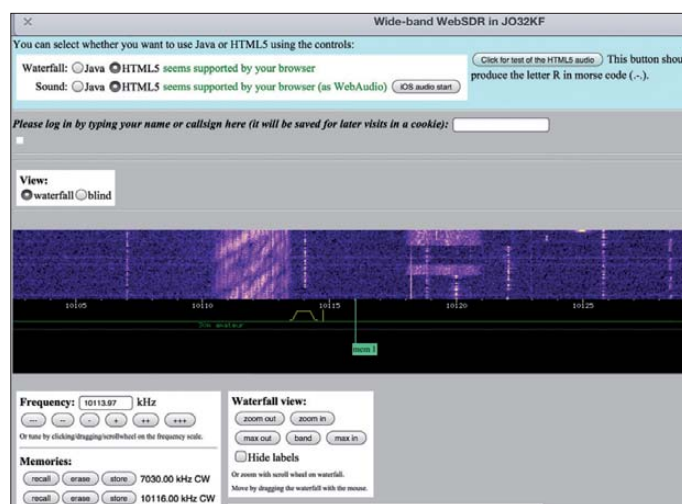 Wide-band WebSDR in JO32KF
You can select whether you want to use Java or HTML5 using the controls:
Waterfall: Java HTML5 seems supported by your browser
Sound: Java HTML5 seems supported by your browser (as WebAudio) iOS audio start
Click for test of the HTML5 audio This button shou
produce the letter R in morse code (.-.).
Please log in by typing your name or callsign here (it will be saved for later visits in a cookie):
View:
waterfall blind
10105 10110 10115 10120 10125
30m amateur
mem 1
Frequency: 10113.97 kHz
--- -- - + ++ +++
Or tune by clicking/dragging/scrollwheel on the frequency scale.
Memories:
recall erase store 7030.00 kHz CW
recall erase store 10116.00 kHz CW
Waterfall view:
zoom out zoom in
max out band max in
Hide labels
Or zoom with scroll wheel on waterfall.
Move by dragging the waterfall with the mouse.